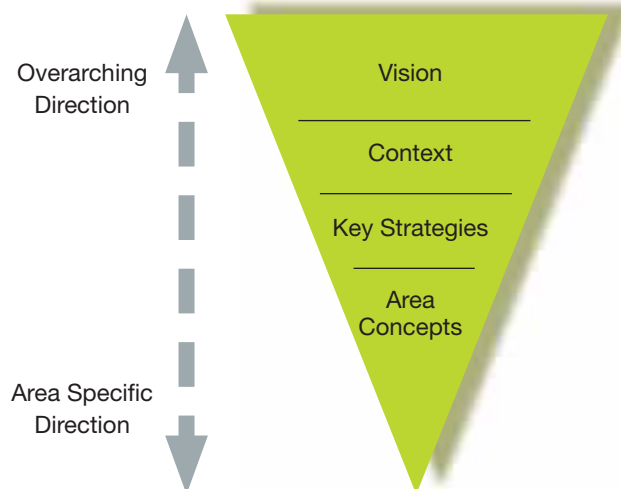 Overarching
Direction
Vision
Context
Key Strategies
Area
Concepts
Area Specific
Direction